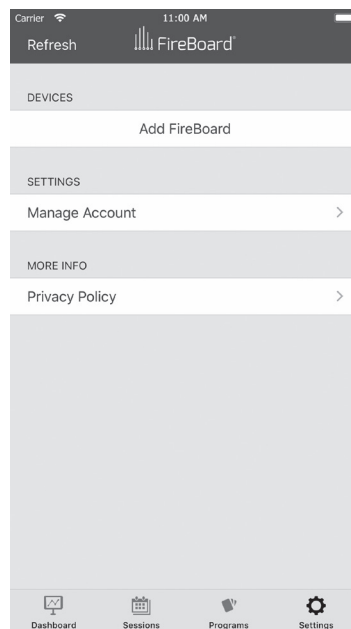 Carrier 11:00 AM
Refresh FireBoard®
DEVICES
Add FireBoard
SETTINGS
Manage Account
MORE INFO
Privacy Policy
Dashboard Sessions Programs Settings